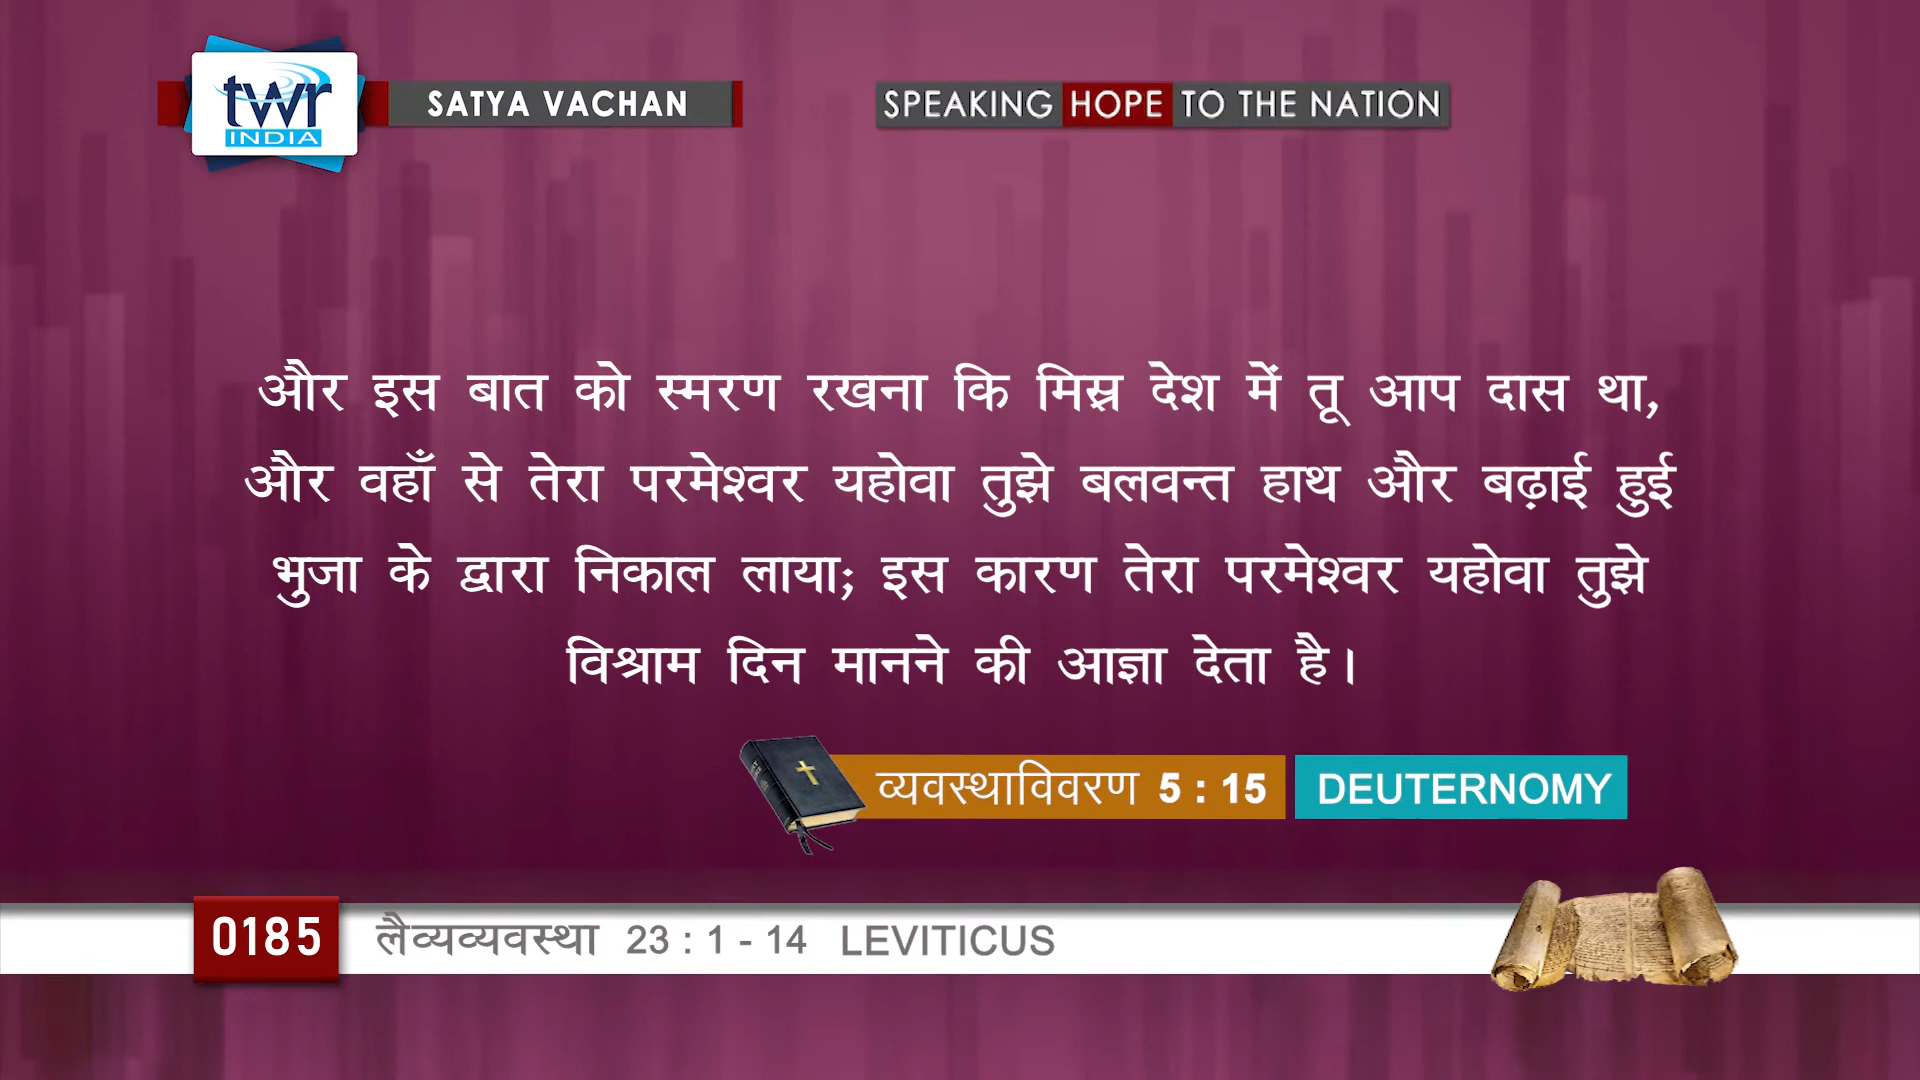 twr
INDIA
SATYA VACHAN
SPEAKING HOPE TO THE NATION
और इस बात को स्मरण रखना कि मिस्र देश में तू आप दास था,
और वहाँ से तेरा परमेश्वर यहोवा तुझे बलवन्त हाथ और बढ़ाई हुई
भुजा के द्वारा निकाल लाया; इस कारण तेरा परमेश्वर यहोवा तुझे
विश्राम दिन मानने की आज्ञा देता है।
व्यवस्थाविवरण 5 : 15 DEUTERNOMY
0185 लैव्यव्यवस्था 23 : 1 - 14 LEVITICUS